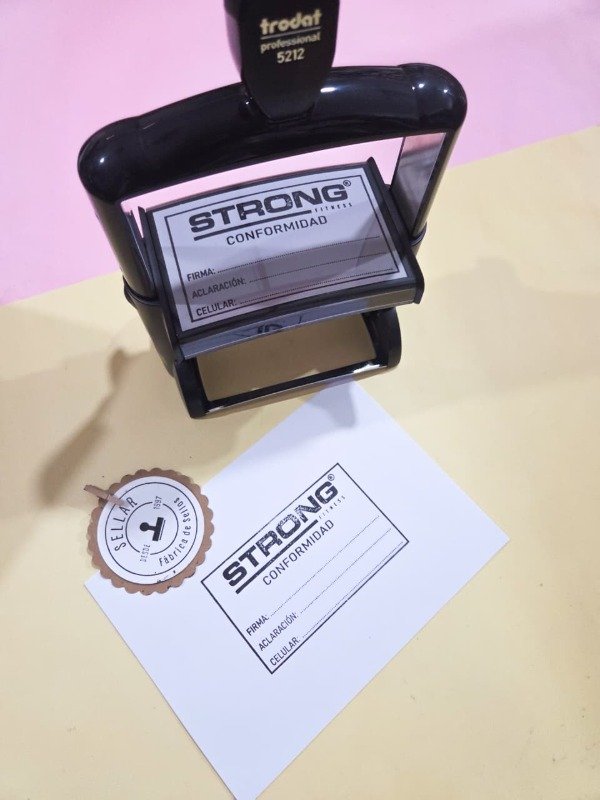 trodat
professional
5212
STRONG®
FITNESS
CONFORMIDAD
FIRMA:
ACLARACIÓN:
CELULAR:
SELLAR
DESDE 1997
Fábrica de Sellos
STRONG®
FITNESS
CONFORMIDAD
FIRMA:
ACLARACIÓN:
CELULAR: